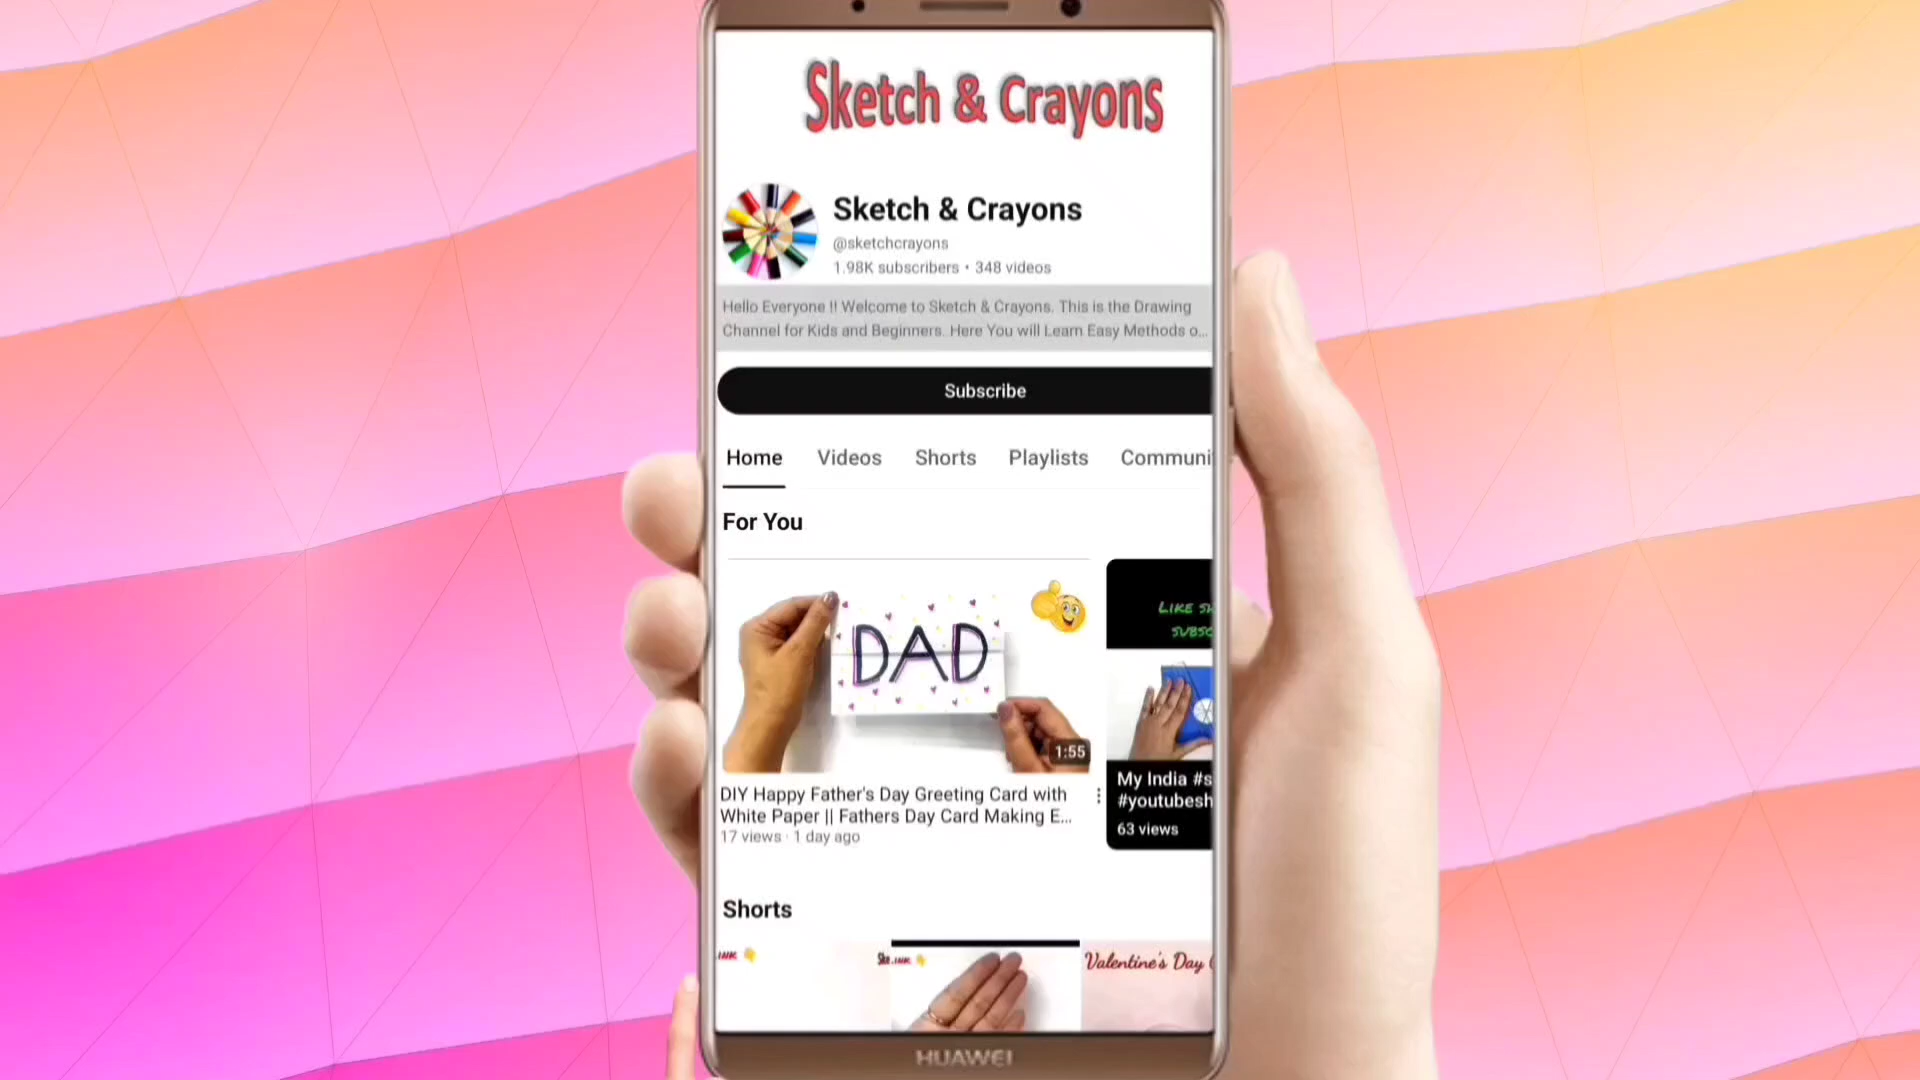 Sketch & Crayons
Sketch & Crayons
@sketchcrayons
1.98K subscribers • 348 videos
Hello Everyone !! Welcome to Sketch & Crayons. This is the Drawing
Channel for Kids and Beginners. Here You will Learn Easy Methods o...
Subscribe
Home Videos Shorts Playlists Communi
For You
DAD
1:55
LIKE SH
SUBSC
DIY Happy Father's Day Greeting Card with
White Paper || Fathers Day Card Making E...
17 views · 1 day ago
My India #s
#youtubesh
63 views
Shorts
Valentine's Day
HUAWEI